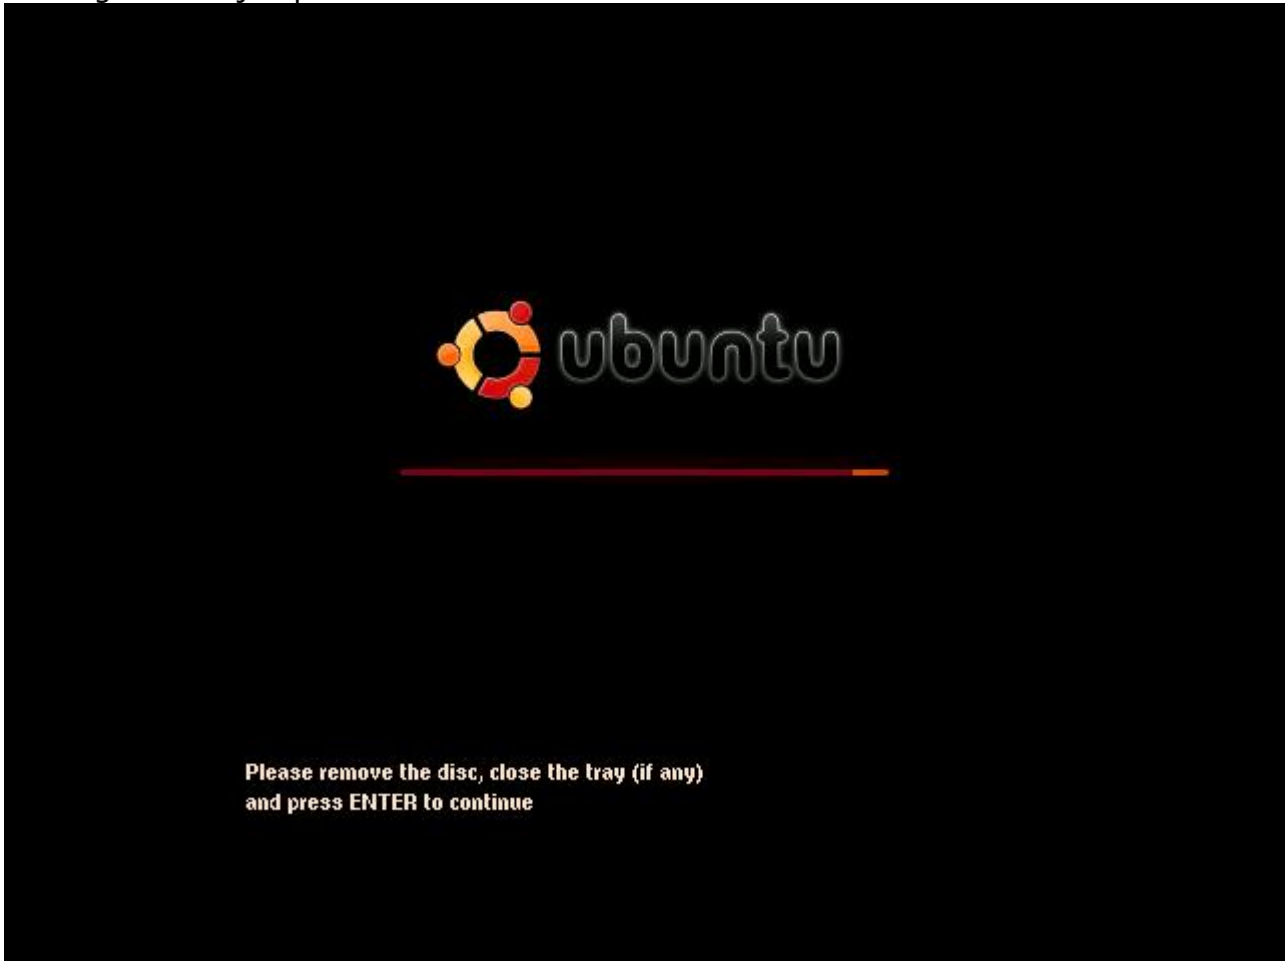 ubuntu
Please remove the disc, close the tray (if any)
and press ENTER to continue